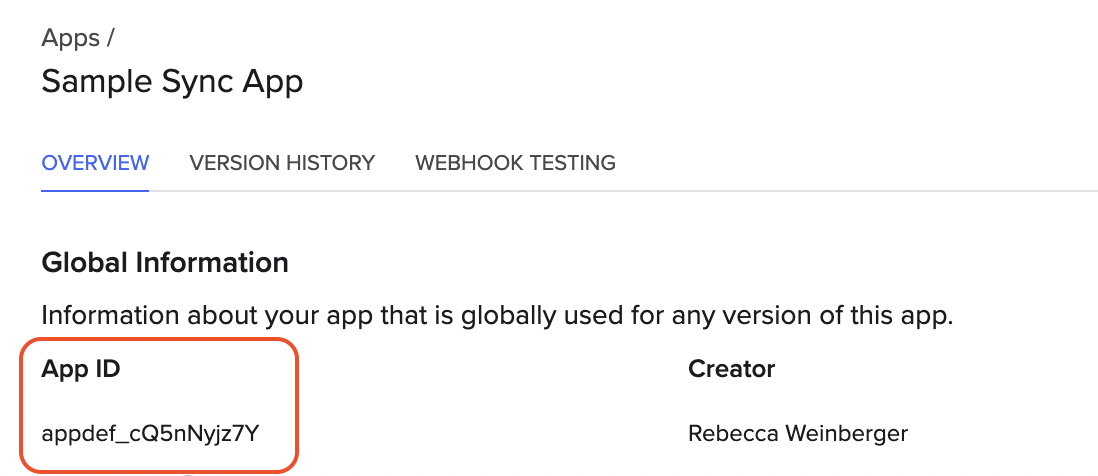 Apps /
Sample Sync App
OVERVIEW VERSION HISTORY WEBHOOK TESTING
Global Information
Information about your app that is globally used for any version of this app.
App ID Creator
appdef_cQ5nNyjz7Y Rebecca Weinberger